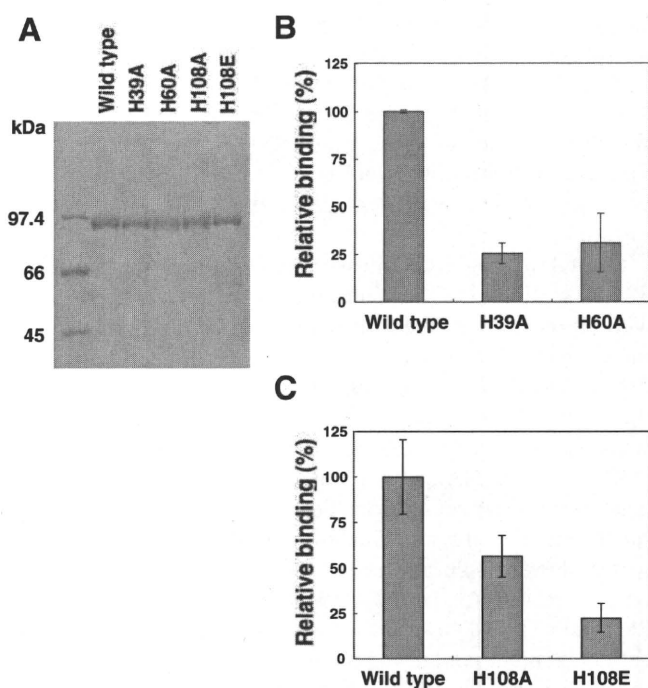 A
Wild type
H39A
H60A
H108A
H108E
kDa
97.4
66
45
B
Relative binding (%)
125
100
75
50
25
0
Wild type
H39A
H60A
C
Relative binding (%)
125
100
75
50
25
0
Wild type
H108A
H108E